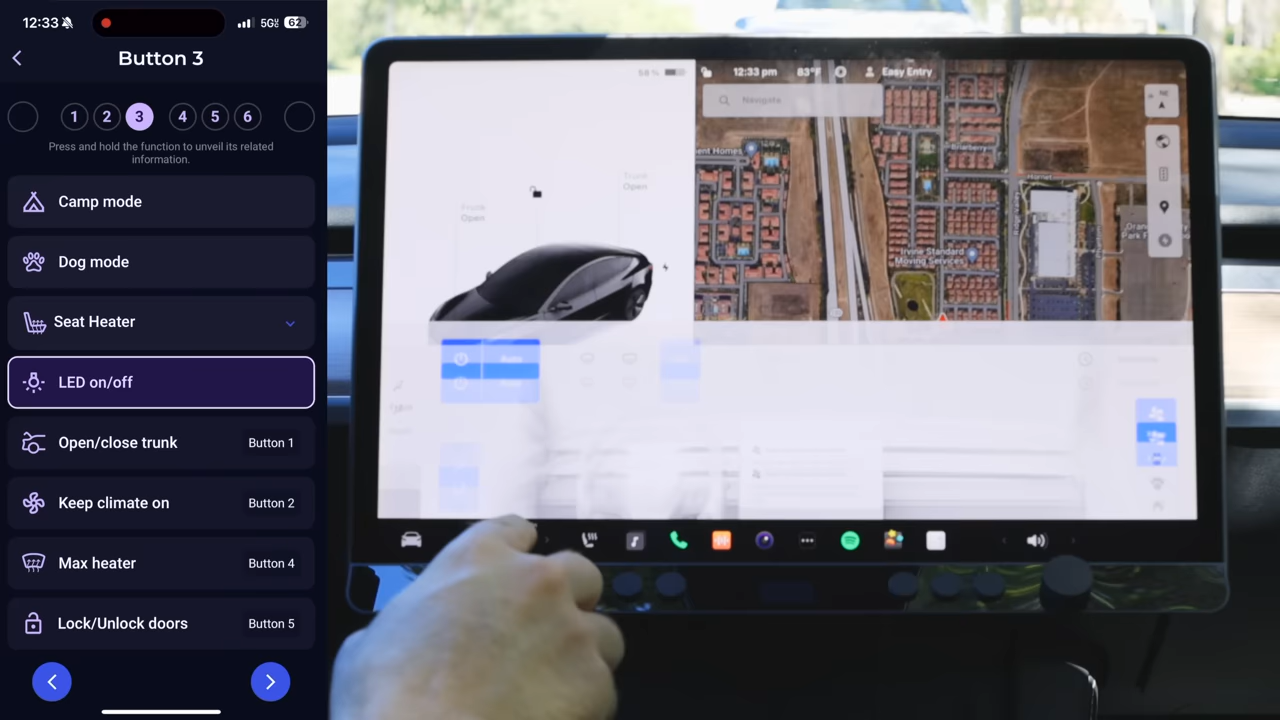 12:33
5G
62
Button 3
1 2 3 4 5 6
Press and hold the function to unveil its related
information.
Camp mode
Dog mode
Seat Heater
LED on/off
Open/close trunk
Button 1
Keep climate on
Button 2
Max heater
Button 4
Lock/Unlock doors
Button 5
58 %
12:33 pm
83°F
Easy Entry
Navigate
NE
Trunk
Open
Frunk
Open
Irvine Standard
Moving Services